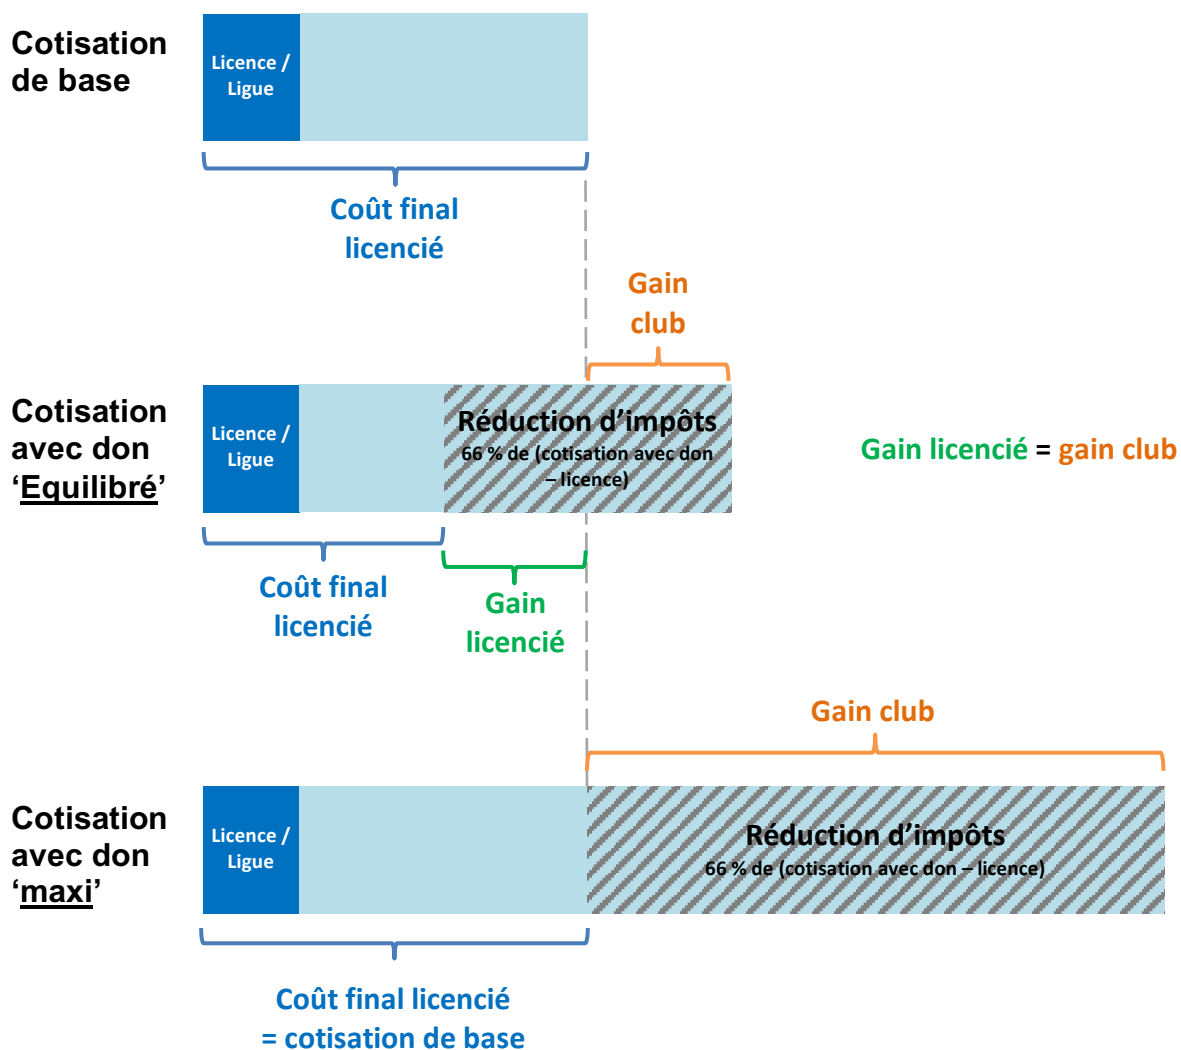 Cotisation
de base
Licence /
Ligue
Coût final
licencié
Gain
club
Cotisation
avec don
‘Equilibré’
Licence /
Ligue
Réduction d’impôts
66 % de (cotisation avec don
– licence)
Gain licencié = gain club
Coût final
licencié
Gain
licencié
Gain club
Cotisation
avec don
‘maxi’
Licence /
Ligue
Réduction d’impôts
66 % de (cotisation avec don – licence)
Coût final licencié
= cotisation de base